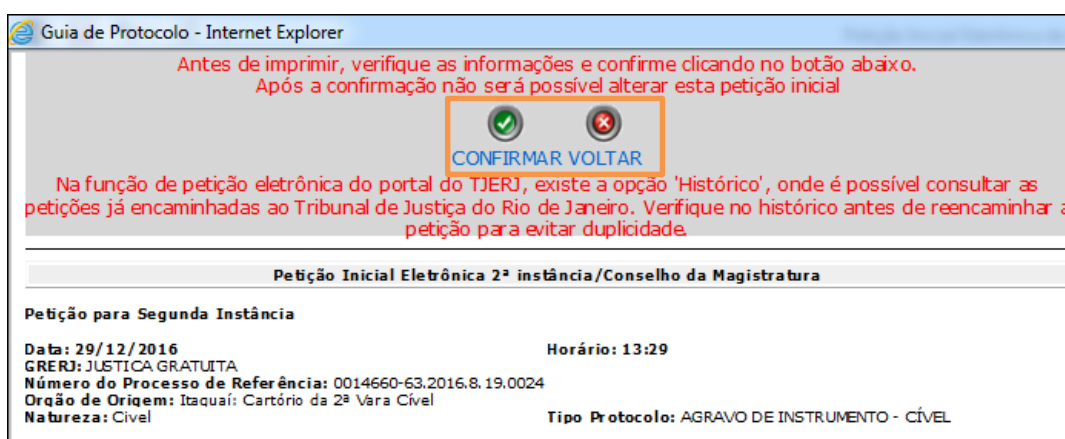 Guia de Protocolo - Internet Explorer
Antes de imprimir, verifique as informações e confirme clicando no botão abaixo.
Após a confirmação não será possível alterar esta petição inicial
CONFIRMAR VOLTAR
Na função de petição eletrônica do portal do TJERJ, existe a opção 'Histórico', onde é possível consultar as
petições já encaminhadas ao Tribunal de Justiça do Rio de Janeiro. Verifique no histórico antes de reencaminhar a
petição para evitar duplicidade.
Petição Inicial Eletrônica 2ª instância/Conselho da Magistratura
Petição para Segunda Instância
Data: 29/12/2016 Horário: 13:29
GRERJ: JUSTICA GRATUITA
Número do Processo de Referência: 0014660-63.2016.8.19.0024
Orgão de Origem: Itaguaí: Cartório da 2ª Vara Cível
Natureza: Civel Tipo Protocolo: AGRAVO DE INSTRUMENTO - CÍVEL